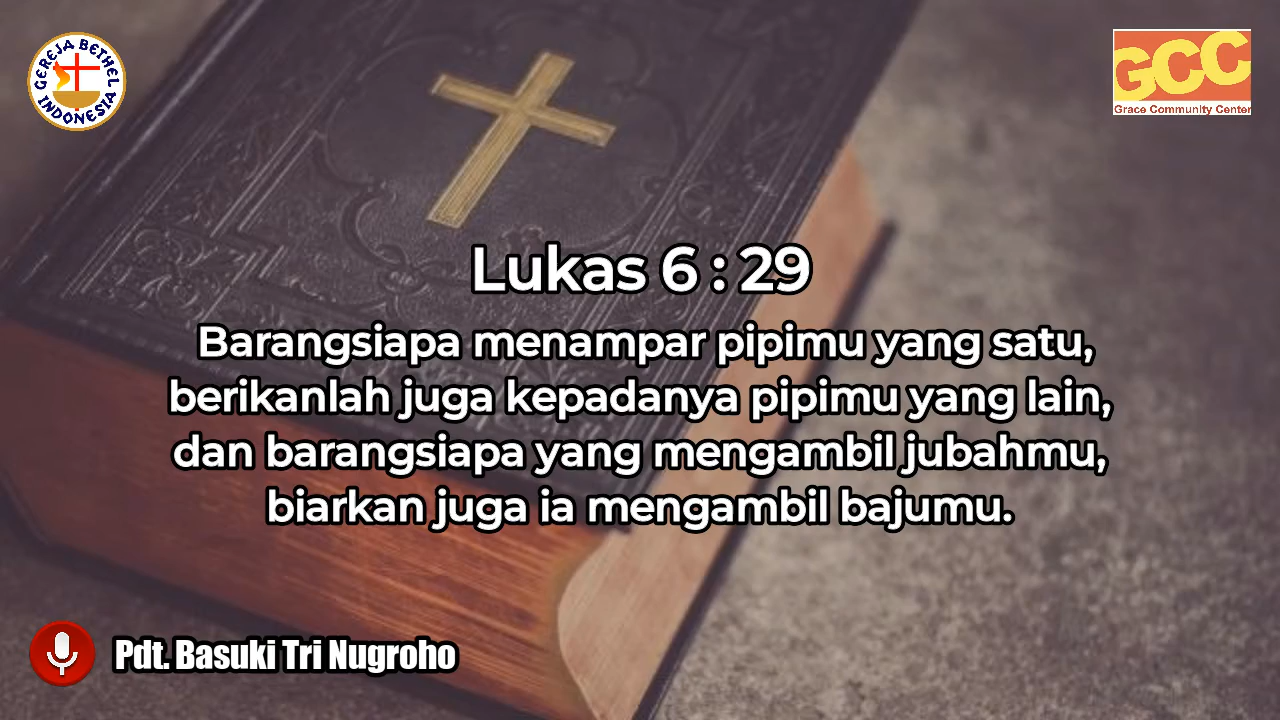 GEREJA BETHEL INDONESIA
GCC
Grace Community Center
Lukas 6 : 29
Barangsiapa menampar pipimu yang satu,
berikanlah juga kepadanya pipimu yang lain,
dan barangsiapa yang mengambil jubahmu,
biarkan juga ia mengambil bajumu.
Pdt. Basuki Tri Nugroho